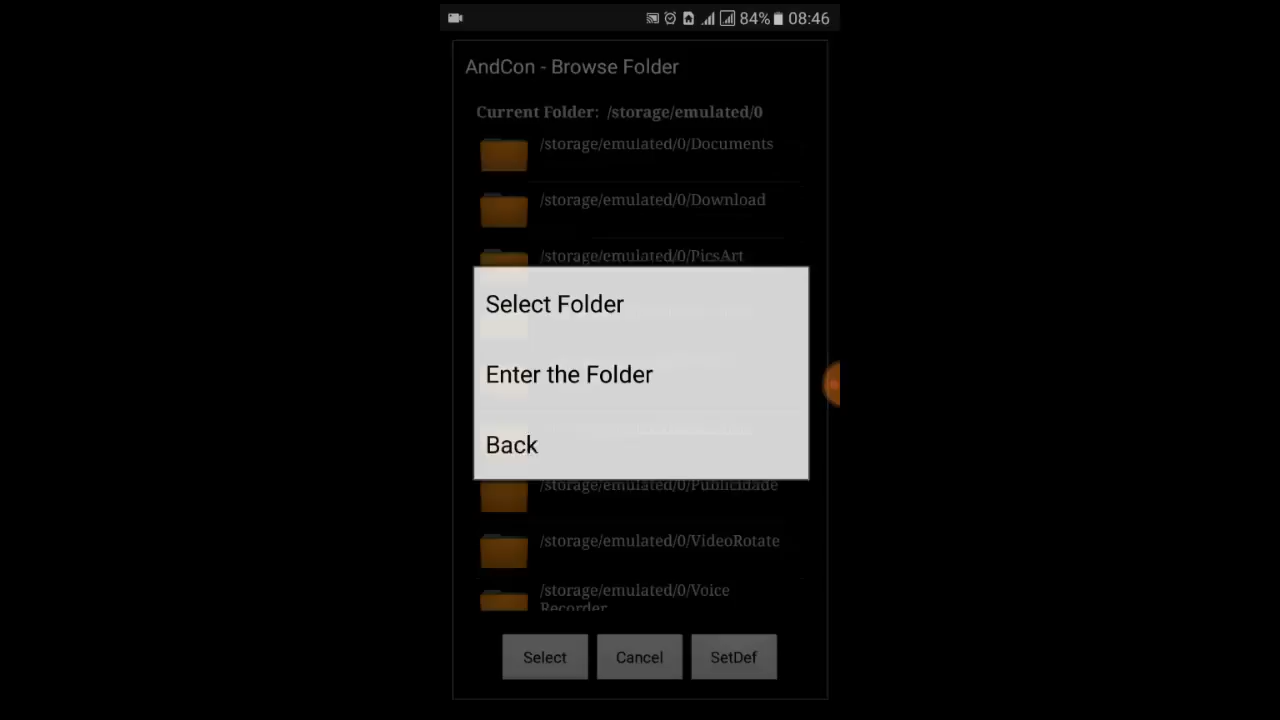 84% 08:46
AndCon - Browse Folder
Current Folder: /storage/emulated/0
/storage/emulated/0/Documents
/storage/emulated/0/Download
/storage/emulated/0/PicsArt
Select Folder
Enter the Folder
Back
/storage/emulated/0/Publicidade
/storage/emulated/0/VideoRotate
/storage/emulated/0/Voice
Recorder
Select Cancel SetDef